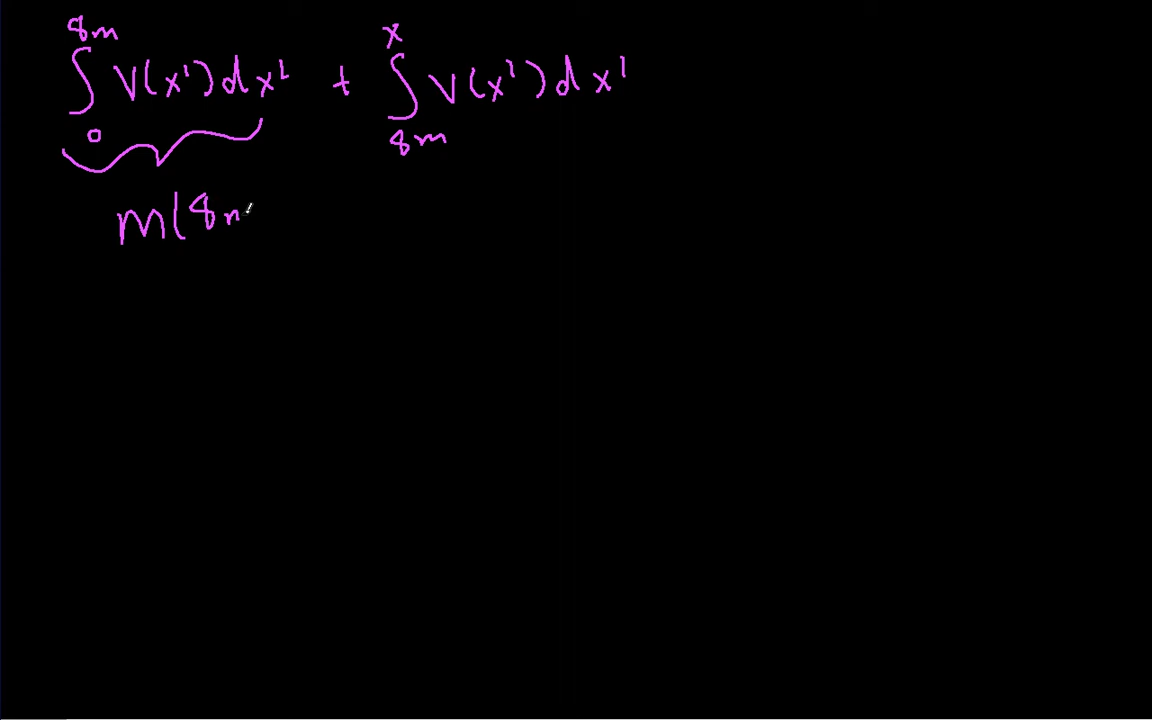 ∫₀^{8m} V(x')dx' + ∫_{8m}^{x} V(x')dx'
M(8m